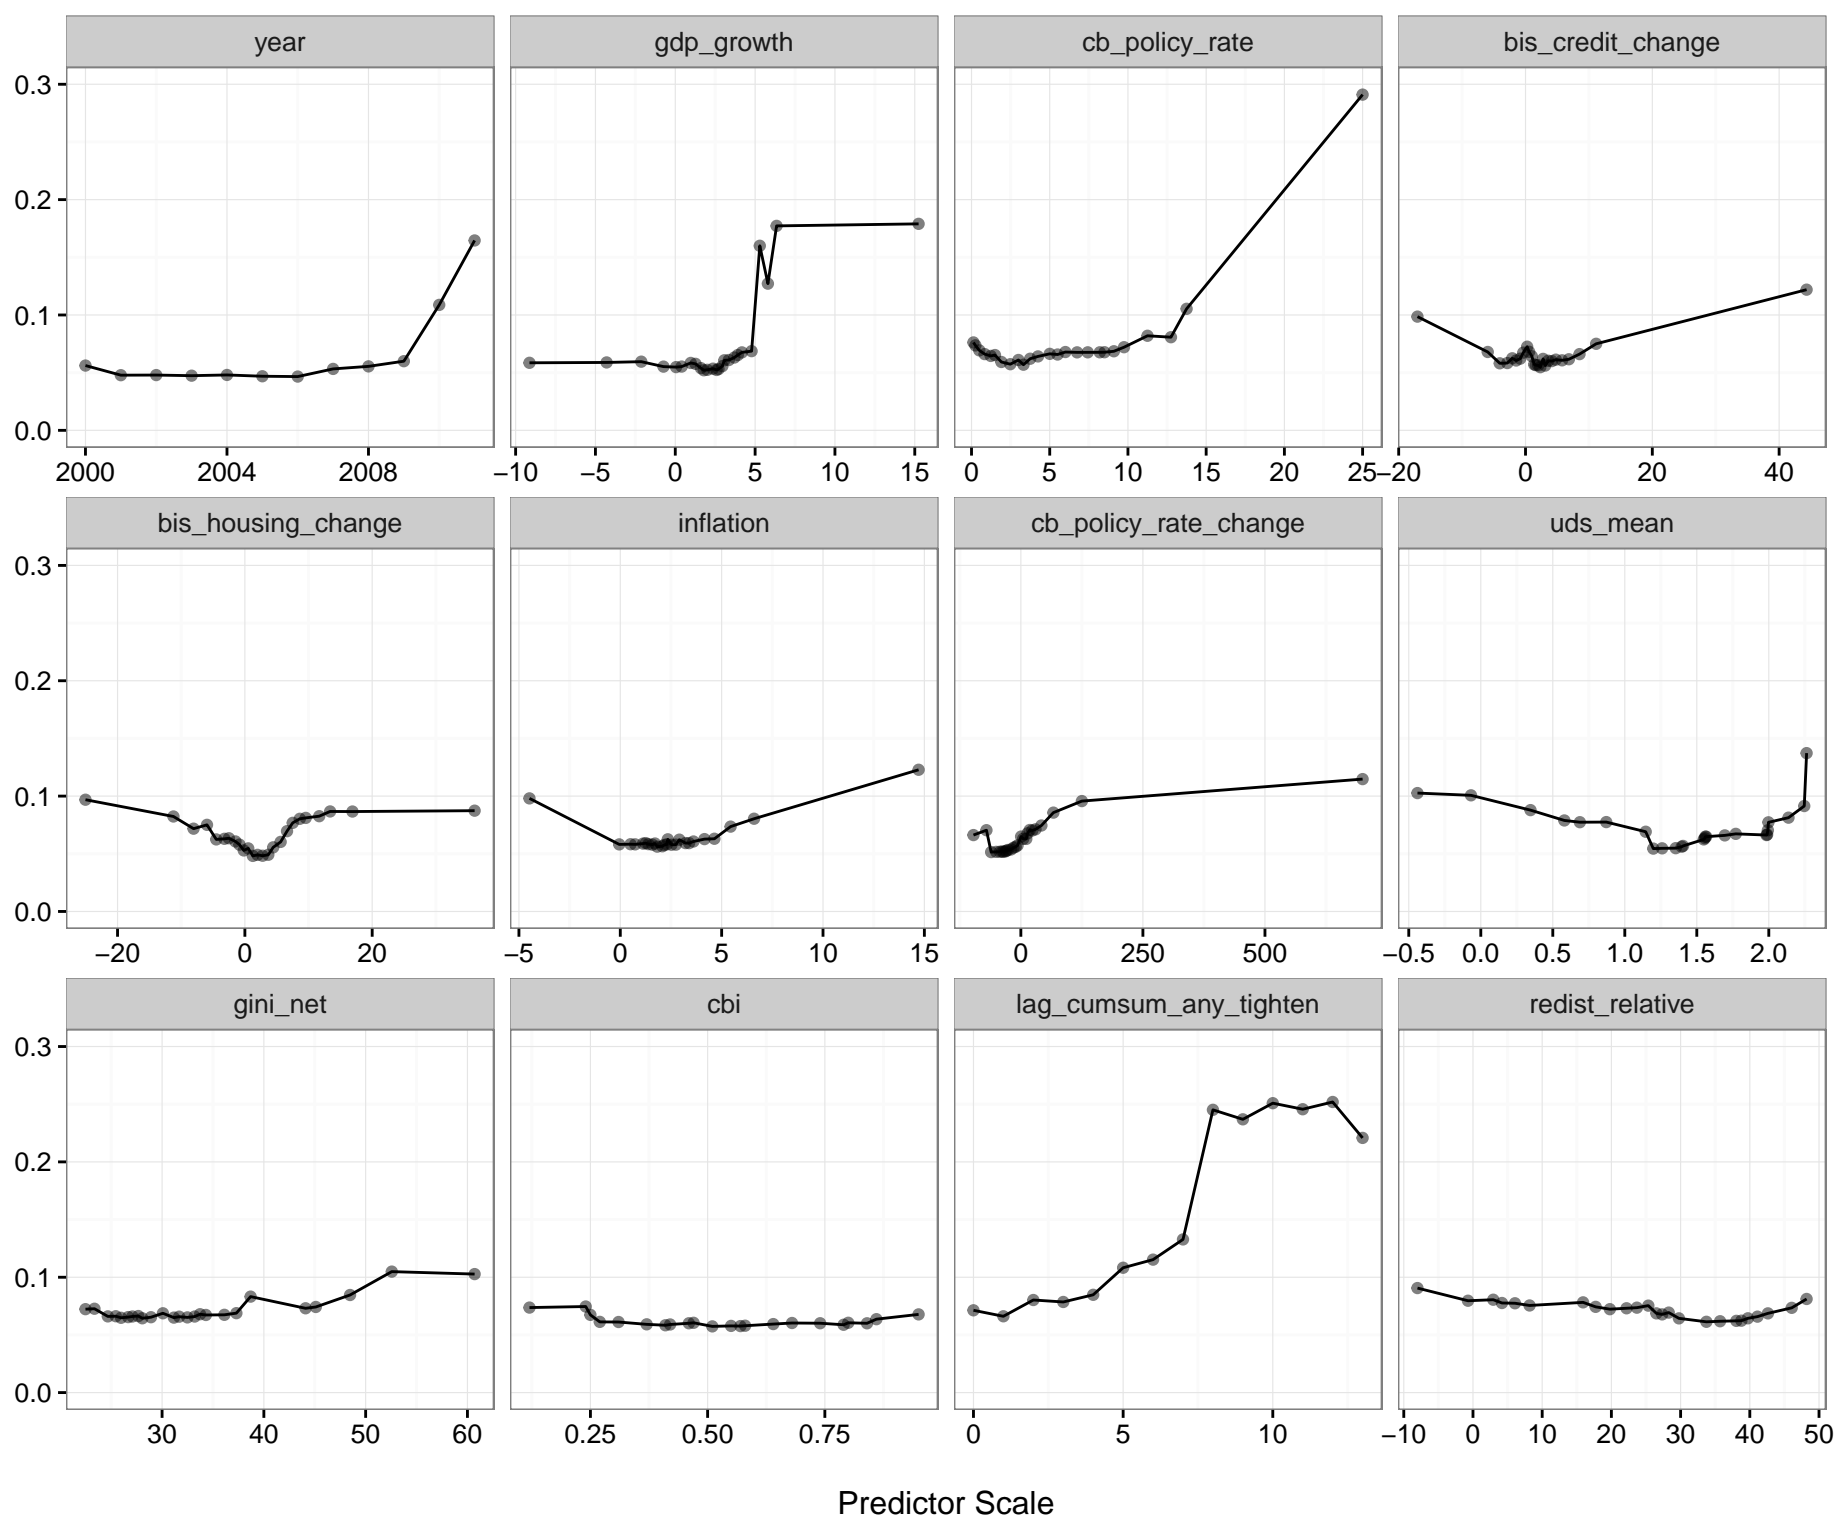 year gdp_growth cb_policy_rate bis_credit_change
0.3
0.2
0.1
0.0
2000 2004 2008 −10 −5 0 5 10 15 0 5 10 15 20 25 −20 0 20 40
bis_housing_change inflation cb_policy_rate_change uds_mean
0.3
0.2
0.1
0.0
−20 0 20 −5 0 5 10 15 0 250 500 −0.5 0.0 0.5 1.0 1.5 2.0
gini_net cbi lag_cumsum_any_tighten redist_relative
0.3
0.2
0.1
0.0
30 40 50 60 0.25 0.50 0.75 0 5 10 −10 0 10 20 30 40 50
Predictor Scale